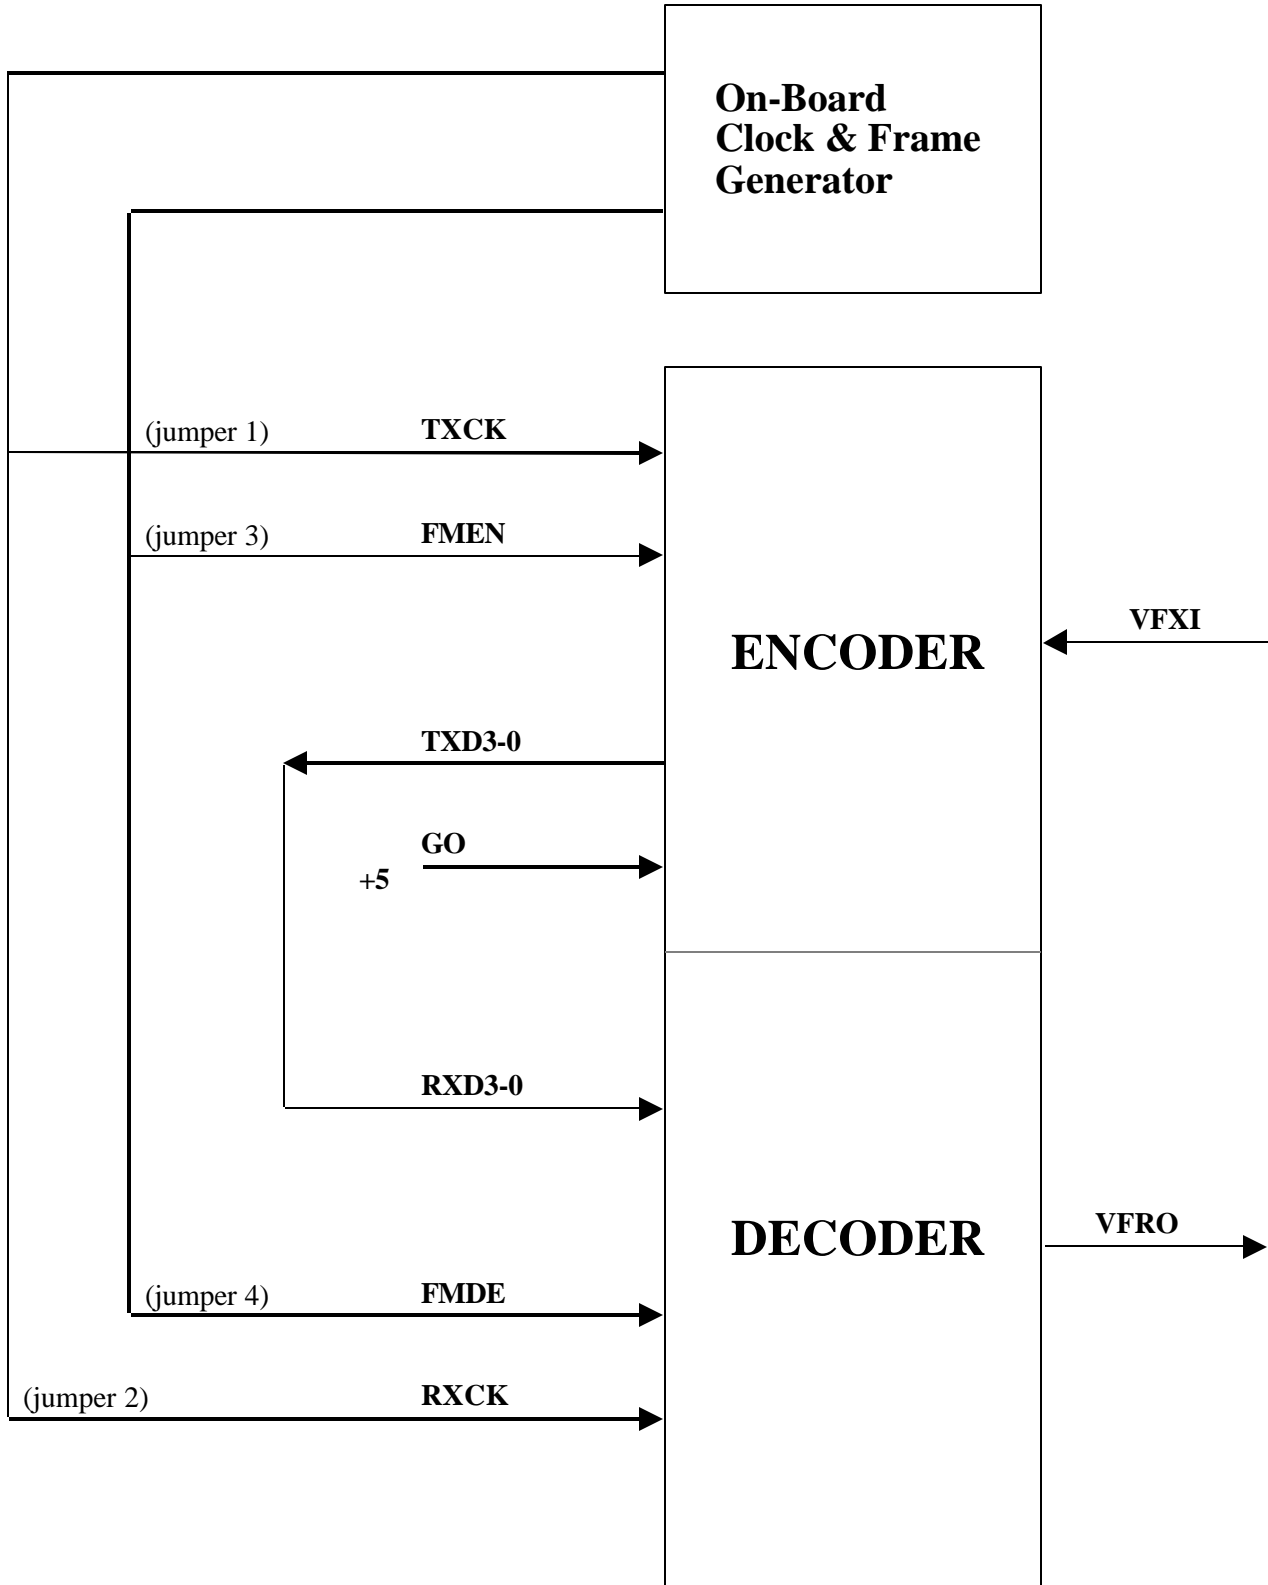 On-Board
Clock & Frame
Generator
(jumper 1) TXCK
(jumper 3) FMEN
VFXI
ENCODER
TXD3-0
GO
+5
RXD3-0
VFRO
DECODER
(jumper 4) FMDE
(jumper 2) RXCK